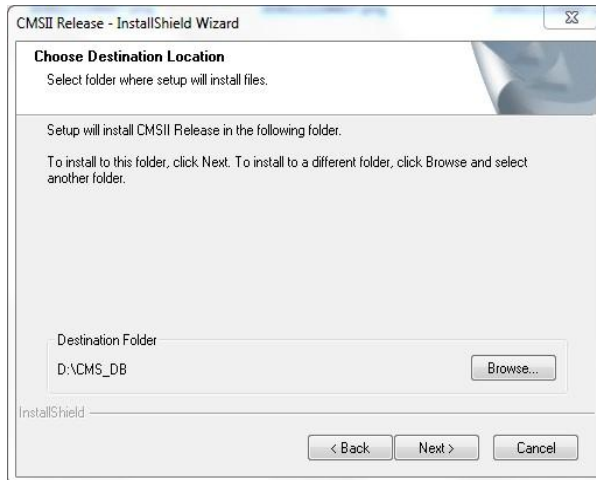 CMSII Release - InstallShield Wizard
Choose Destination Location
Select folder where setup will install files.
Setup will install CMSII Release in the following folder.
To install to this folder, click Next. To install to a different folder, click Browse and select
another folder.
Destination Folder
D:\CMS_DB
Browse...
InstallShield
< Back
Next >
Cancel